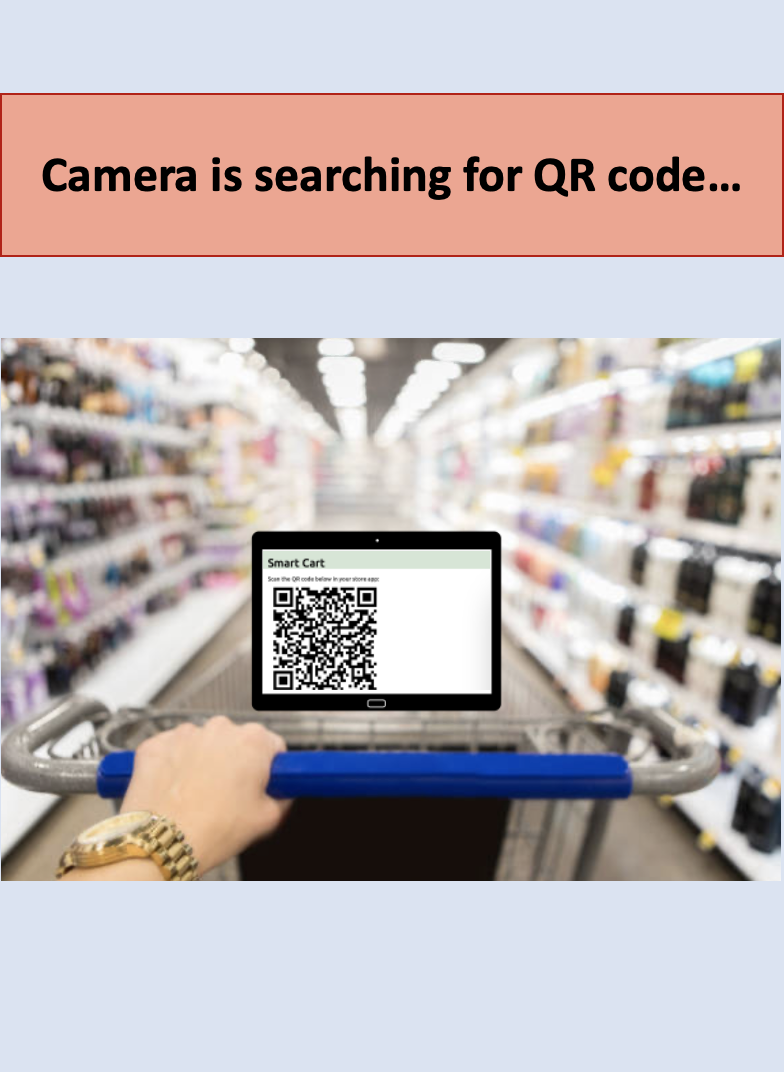 Camera is searching for QR code...
Smart Cart
Scan the QR code below in your store app: